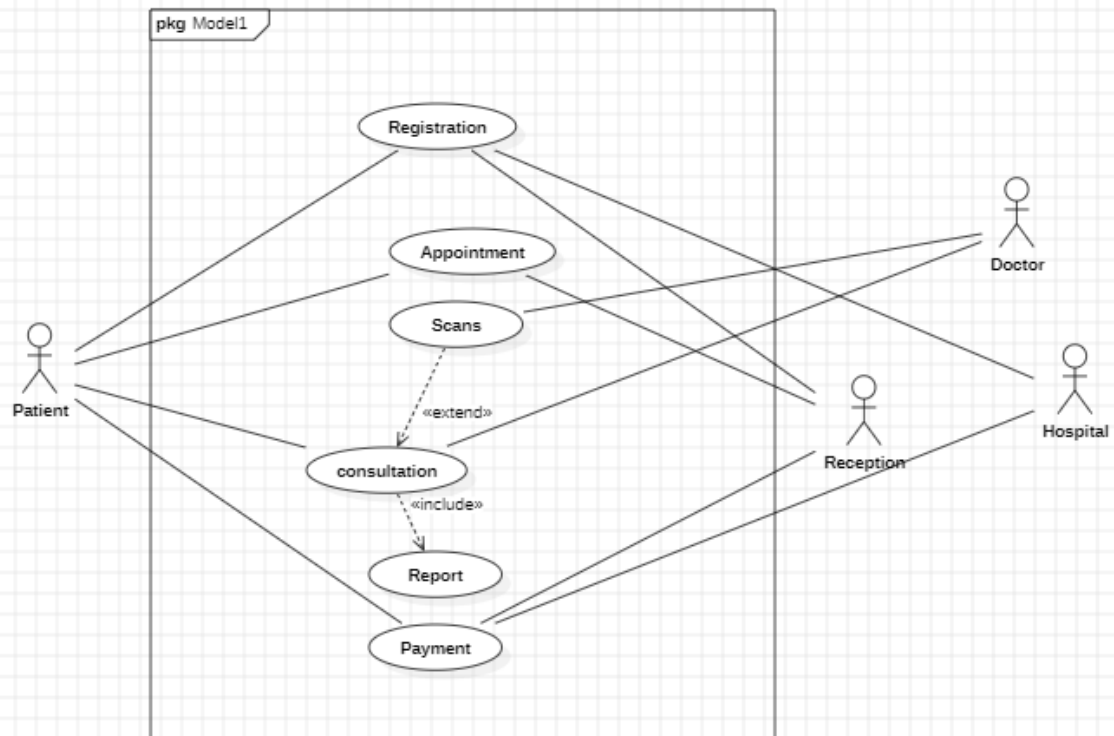 pkg Model1
Registration
Appointment
Doctor
Scans
Patient
«extend»
Hospital
Reception
consultation
«include»
Report
Payment